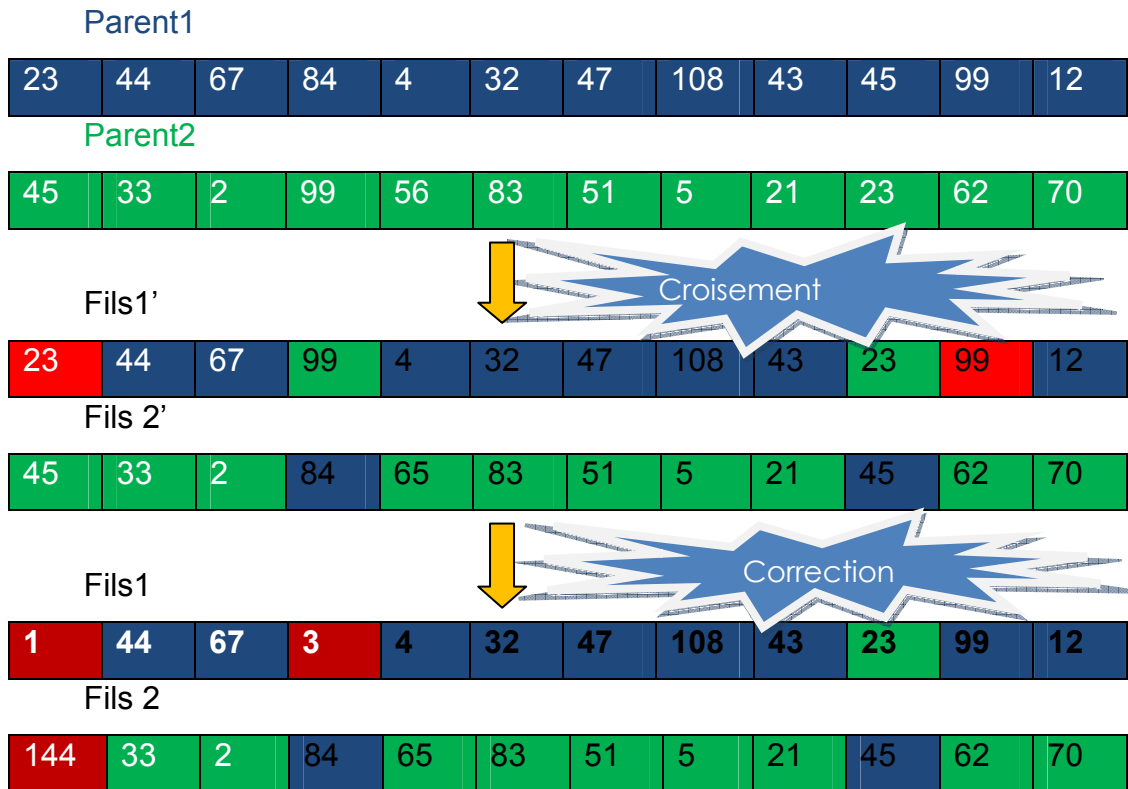 Parent1
23 44 67 84 4 32 47 108 43 45 99 12
Parent2
45 33 2 99 56 83 51 5 21 23 62 70
Croisement
Fils1’
23 44 67 99 4 32 47 108 43 23 99 12
Fils 2’
45 33 2 84 65 83 51 5 21 45 62 70
Correction
Fils1
1 44 67 3 4 32 47 108 43 23 99 12
Fils 2
144 33 2 84 65 83 51 5 21 45 62 70